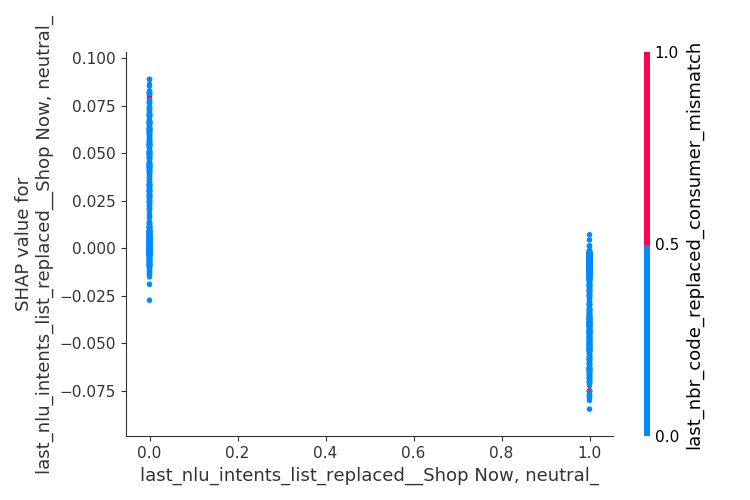 SHAP value for
last_nlu_intents_list_replaced__Shop Now, neutral_
0.100
0.075
0.050
0.025
0.000
−0.025
−0.050
−0.075
0.0 0.2 0.4 0.6 0.8 1.0
last_nlu_intents_list_replaced__Shop Now, neutral_
1.0
0.5
0.0
last_nbr_code_replaced_consumer_mismatch